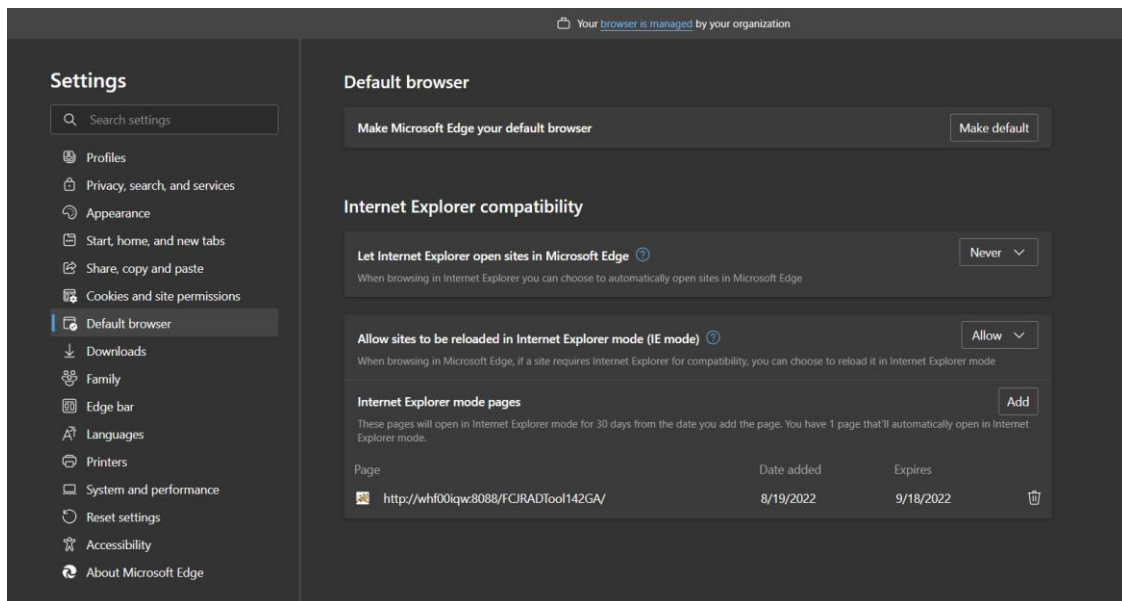 Your browser is managed by your organization
Settings
Search settings
Profiles
Privacy, search, and services
Appearance
Start, home, and new tabs
Share, copy and paste
Cookies and site permissions
Default browser
Downloads
Family
Edge bar
Languages
Printers
System and performance
Reset settings
Accessibility
About Microsoft Edge
Default browser
Make Microsoft Edge your default browser
Make default
Internet Explorer compatibility
Let Internet Explorer open sites in Microsoft Edge
Never
When browsing in Internet Explorer you can choose to automatically open sites in Microsoft Edge
Allow sites to be reloaded in Internet Explorer mode (IE mode)
Allow
When browsing in Microsoft Edge, if a site requires Internet Explorer for compatibility, you can choose to reload it in Internet Explorer mode
Internet Explorer mode pages
Add
These pages will open in Internet Explorer mode for 30 days from the date you add the page. You have 1 page that'll automatically open in Internet
Explorer mode.
Page Date added Expires
http://whf00iqw:8088/FCIRADTool142GA/ 8/19/2022 9/18/2022